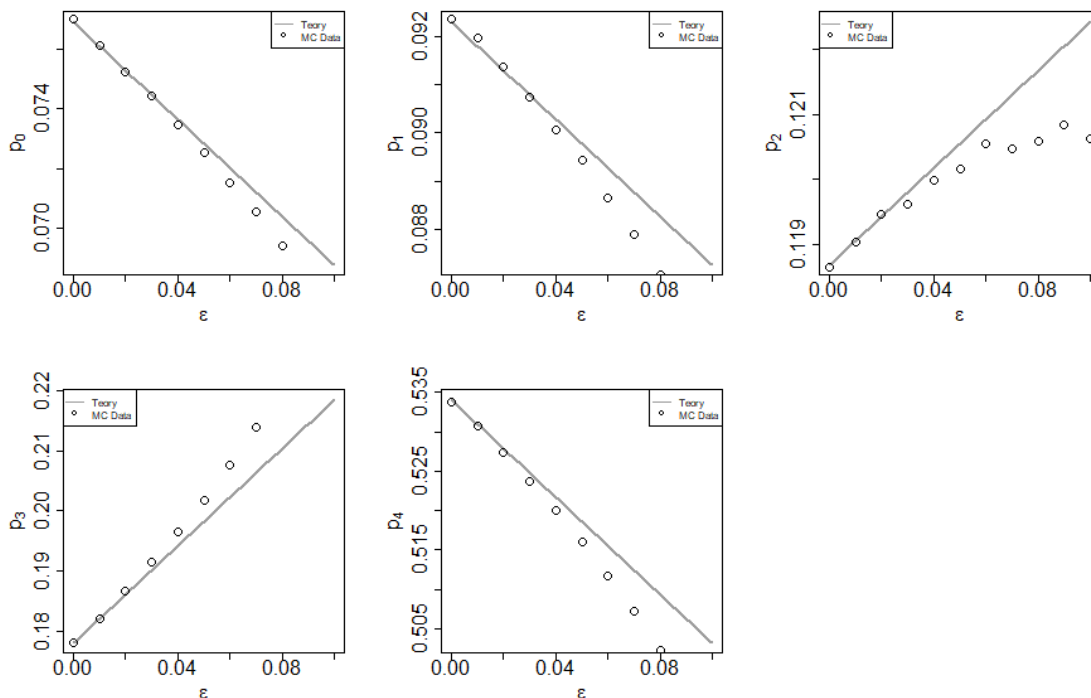 Teory
MC Data
p0
0.070
0.074
0.00
0.04
0.08
ε
Teory
MC Data
p1
0.088
0.090
0.092
0.00
0.04
0.08
ε
Teory
MC Data
p2
0.119
0.121
0.00
0.04
0.08
ε
Teory
MC Data
p3
0.18
0.19
0.20
0.21
0.22
0.00
0.04
0.08
ε
Teory
MC Data
p4
0.505
0.515
0.525
0.535
0.00
0.04
0.08
ε